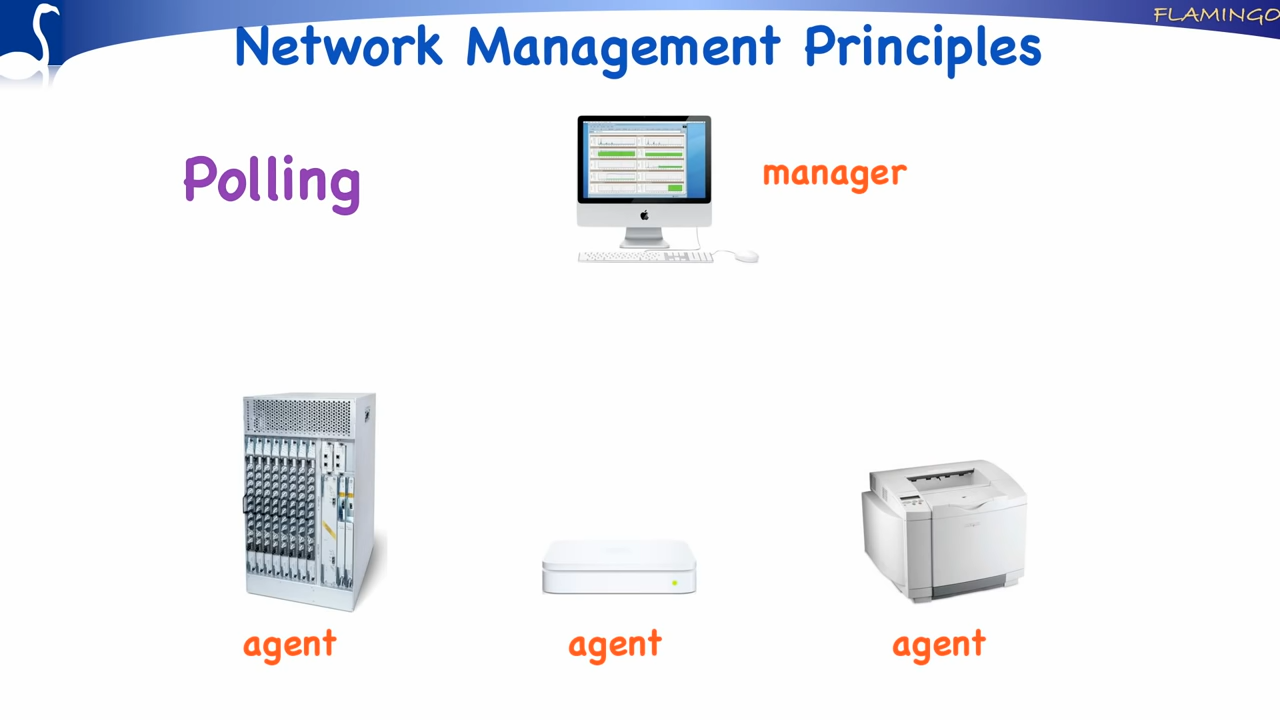 FLAMINGO
Network Management Principles
Polling
manager
agent
agent
agent